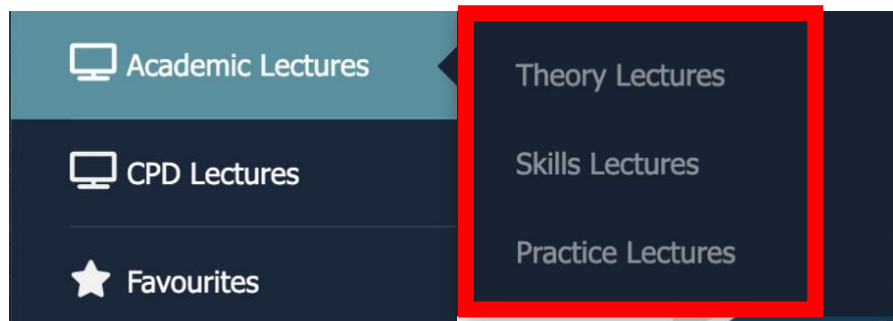 Academic Lectures
CPD Lectures
Favourites
Theory Lectures
Skills Lectures
Practice Lectures